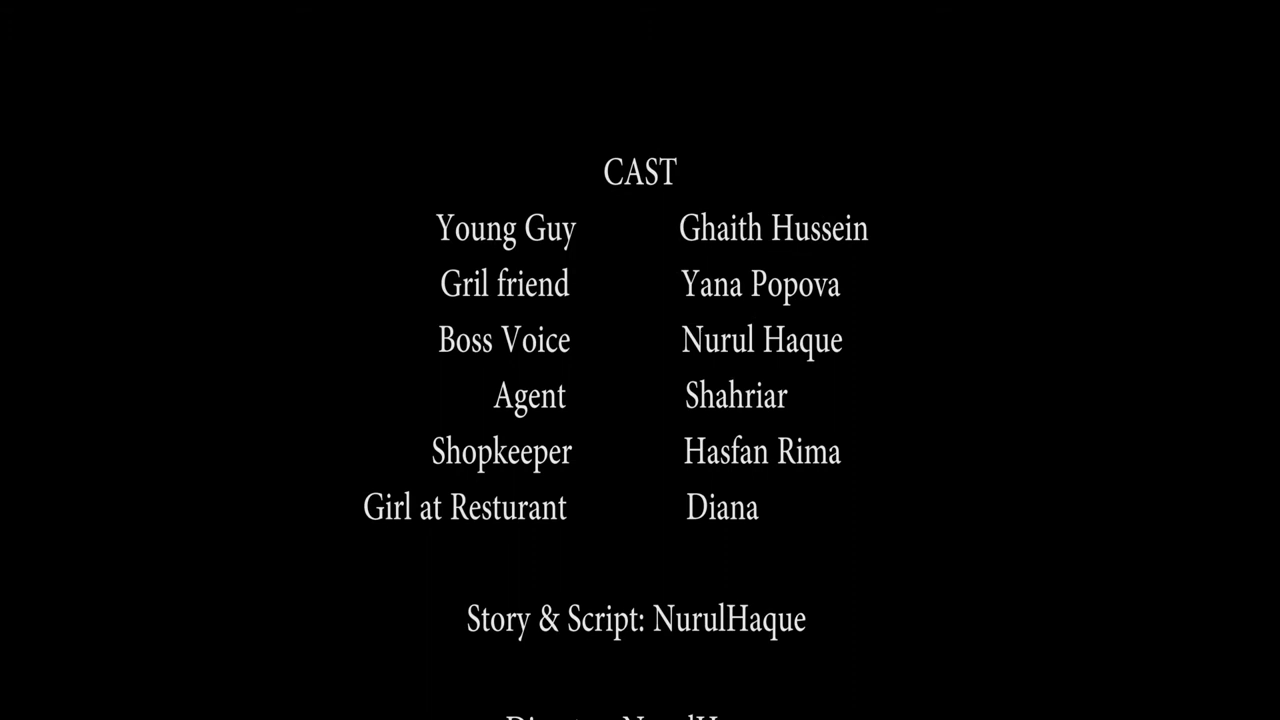 CAST
Young Guy Ghaith Hussein
Gril friend Yana Popova
Boss Voice Nurul Haque
Agent Shahriar
Shopkeeper Hasfan Rima
Girl at Resturant Diana
Story & Script: NurulHaque